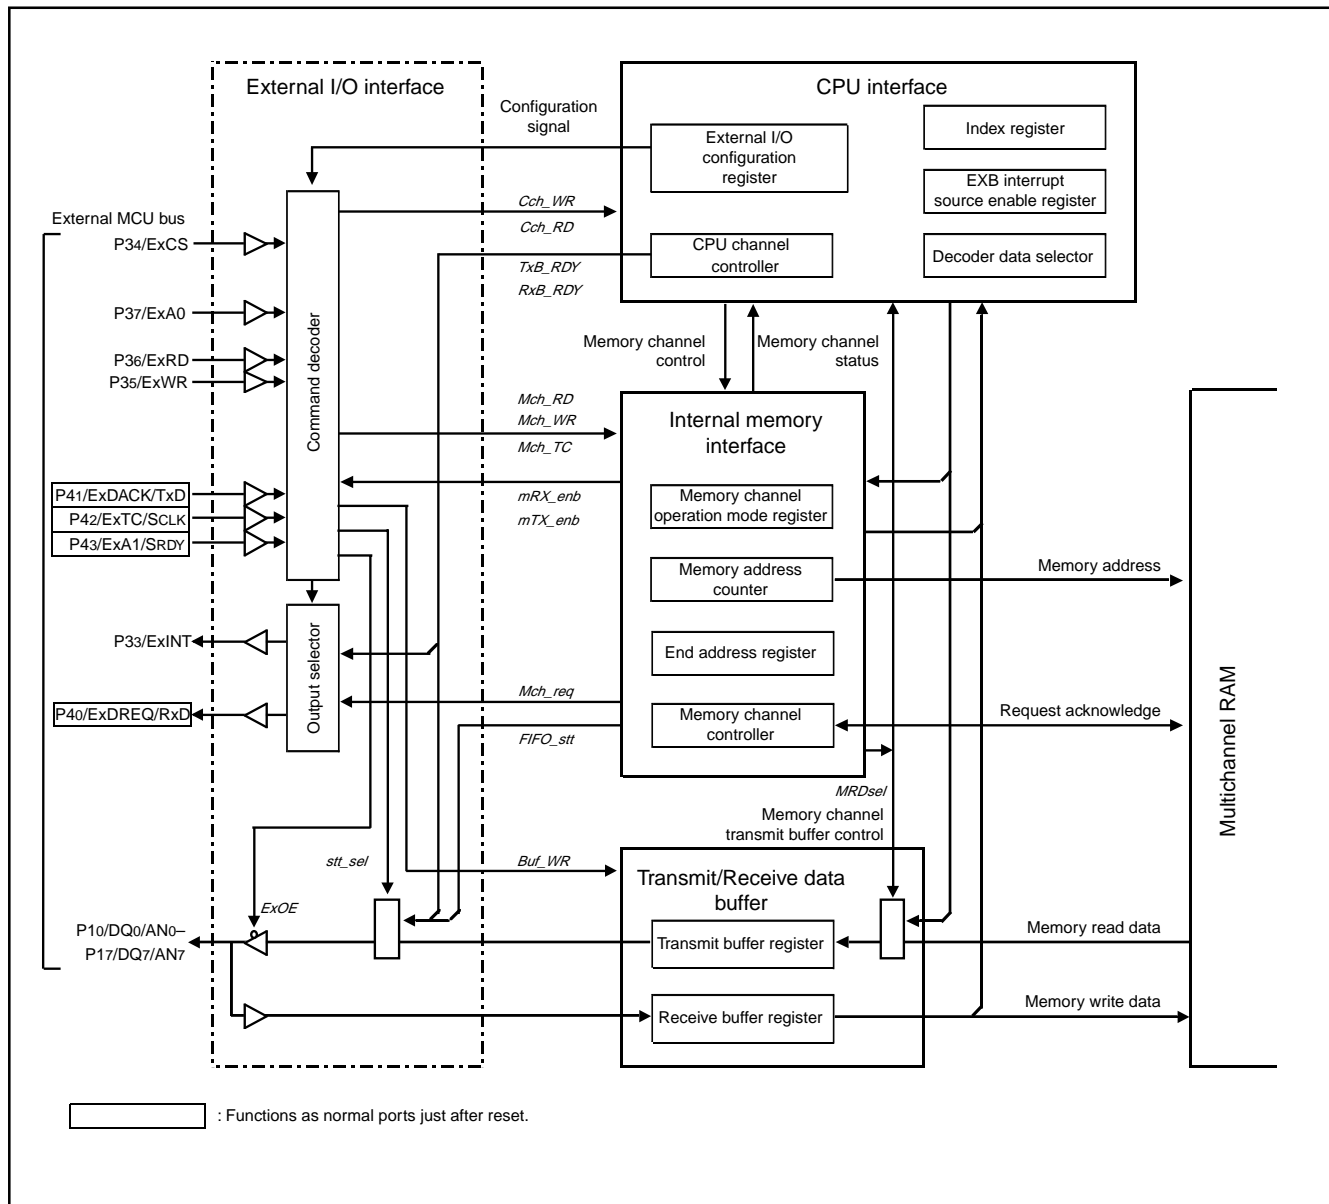 External I/O interface
CPU interface
Configuration
signal
External I/O
configuration
register
Index register
EXB interrupt
source enable register
Cch_WR
Cch_RD
External MCU bus
P34/ExCS
CPU channel
controller
Decoder data selector
TxB_RDY
RxB_RDY
P37/ExA0
Command decoder
Memory channel
control
Memory channel
status
P36/ExRD
P35/ExWR
Mch_RD
Mch_WR
Mch_TC
Internal memory
interface
mRX_enb
mTX_enb
P41/ExDACK/TxD
P42/ExTC/SCLK
P43/ExA1/SRDY
Memory channel
operation mode register
Memory address
counter
Memory address
P33/ExINT
Output selector
End address register
P40/ExDREQ/RxD
Mch_req
FIFO_stt
Memory channel
controller
Request acknowledge
Multichannel RAM
MRDsel
Memory channel
transmit buffer control
stt_sel
Buf_WR
Transmit/Receive data
buffer
ExOE
P10/DQ0/AN0–
P17/DQ7/AN7
Transmit buffer register
Memory read data
Receive buffer register
Memory write data
: Functions as normal ports just after reset.